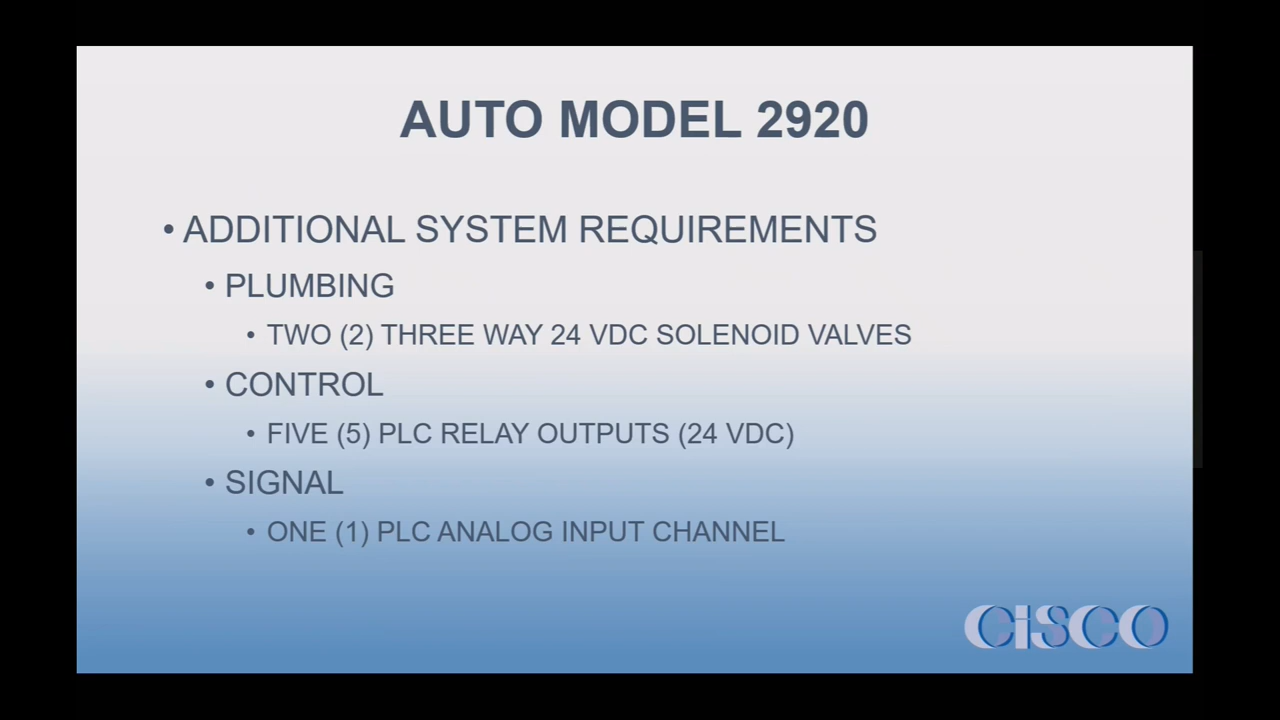 AUTO MODEL 2920
• ADDITIONAL SYSTEM REQUIREMENTS
• PLUMBING
• TWO (2) THREE WAY 24 VDC SOLENOID VALVES
• CONTROL
• FIVE (5) PLC RELAY OUTPUTS (24 VDC)
• SIGNAL
• ONE (1) PLC ANALOG INPUT CHANNEL
CiSCO